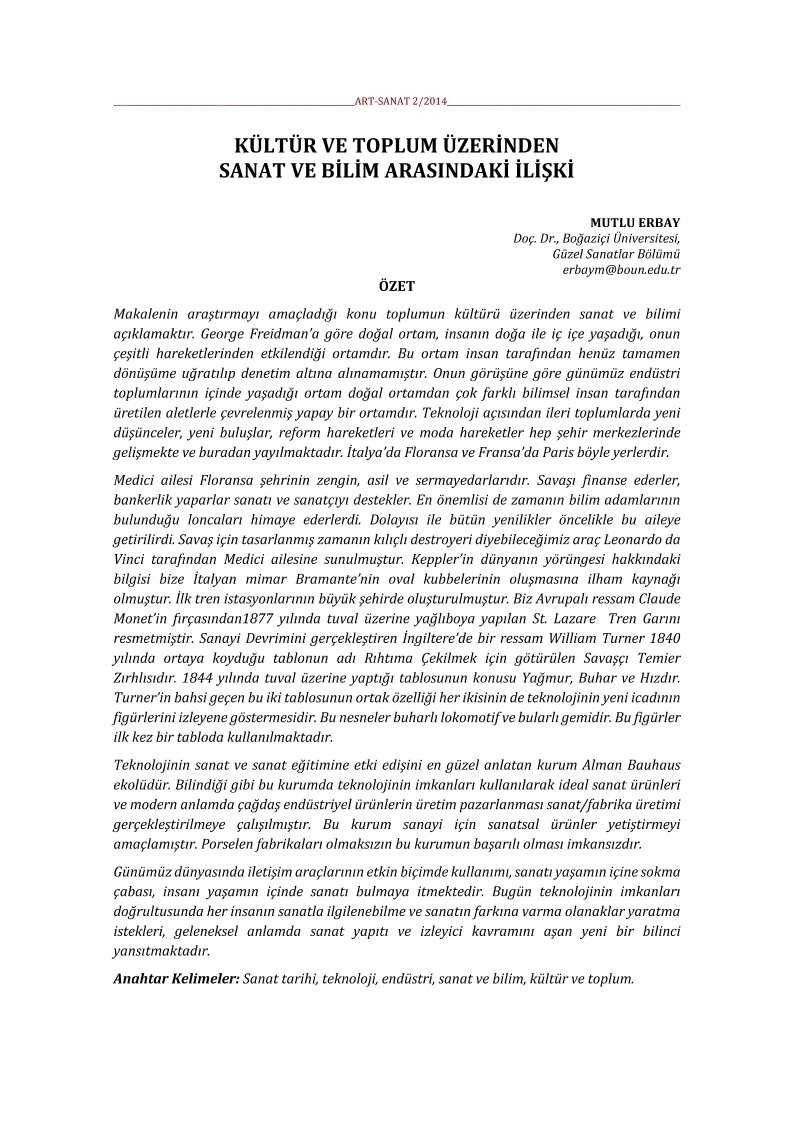 ART-SANAT 2/2014
KÜLTÜR VE TOPLUM ÜZERİNDEN
SANAT VE BİLİM ARASINDAKİ İLİŞKİ
MUTLU ERBAY
Doç. Dr., Boğaziçi Üniversitesi,
Güzel Sanatlar Bölümü
erbaym@boun.edu.tr
ÖZET
Makalenin araştırmayı amaçladığı konu toplumun kültürü üzerinden sanat ve bilimi
açıklamaktır. George Freidman’a göre doğal ortam, insanın doğa ile iç içe yaşadığı, onun
çeşitli hareketlerinden etkilendiği ortamdır. Bu ortam insan tarafından henüz tamamen
dönüşüme uğratılıp denetim altına alınamamıştır. Onun görüşüne göre günümüz endüstri
toplumlarının içinde yaşadığı ortam doğal ortamdan çok farklı bilimsel insan tarafından
üretilen aletlerle çevrelenmiş yapay bir ortamdır. Teknoloji açısından ileri toplumlarda yeni
düşünceler, yeni buluşlar, reform hareketleri ve moda hareketler hep şehir merkezlerinde
gelişmekte ve buradan yayılmaktadır. İtalya’da Floransa ve Fransa’da Paris böyle yerlerdir.
Medici ailesi Floransa şehrinin zengin, asil ve sermayedarlarıdır. Savaşı finanse ederler,
bankerlik yaparlar sanatı ve sanatçıyı destekler. En önemlisi de zamanın bilim adamlarının
bulunduğu loncaları himaye ederlerdi. Dolayısı ile bütün yenilikler öncelikle bu aileye
getirilirdi. Savaş için tasarlanmış zamanın kılıçlı destroyeri diyebileceğimiz araç Leonardo da
Vinci tarafından Medici ailesine sunulmuştur. Keppler’in dünyanın yörüngesi hakkındaki
bilgisi bize İtalyan mimar Bramante’nin oval kubbelerinin oluşmasına ilham kaynağı
olmuştur. İlk tren istasyonlarının büyük şehirde oluşturulmuştur. Biz Avrupalı ressam Claude
Monet’in fırçasından1877 yılında tuval üzerine yağlıboya yapılan St. Lazare Tren Garını
resmetmiştir. Sanayi Devrimini gerçekleştiren İngiltere’de bir ressam William Turner 1840
yılında ortaya koyduğu tablonun adı Rıhtıma Çekilmek için götürülen Savaşçı Temier
Zırhlısıdır. 1844 yılında tuval üzerine yaptığı tablosunun konusu Yağmur, Buhar ve Hızdır.
Turner’in bahsi geçen bu iki tablosunun ortak özelliği her ikisinin de teknolojinin yeni icadının
figürlerini izleyene göstermesidir. Bu nesneler buharlı lokomotif ve bularlı gemidir. Bu figürler
ilk kez bir tabloda kullanılmaktadır.
Teknolojinin sanat ve sanat eğitimine etki edişini en güzel anlatan kurum Alman Bauhaus
ekolüdür. Bilindiği gibi bu kurumda teknolojinin imkanları kullanılarak ideal sanat ürünleri
ve modern anlamda çağdaş endüstriyel ürünlerin üretim pazarlanması sanat/fabrika üretimi
gerçekleştirilmeye çalışılmıştır. Bu kurum sanayi için sanatsal ürünler yetiştirmeyi
amaçlamıştır. Porselen fabrikaları olmaksızın bu kurumun başarılı olması imkansızdır.
Günümüz dünyasında iletişim araçlarının etkin biçimde kullanımı, sanatı yaşamın içine sokma
çabası, insanı yaşamın içinde sanatı bulmaya itmektedir. Bugün teknolojinin imkanları
doğrultusunda her insanın sanatla ilgilenebilme ve sanatın farkına varma olanaklar yaratma
istekleri, geleneksel anlamda sanat yapıtı ve izleyici kavramını aşan yeni bir bilinci
yansıtmaktadır.
Anahtar Kelimeler: Sanat tarihi, teknoloji, endüstri, sanat ve bilim, kültür ve toplum.